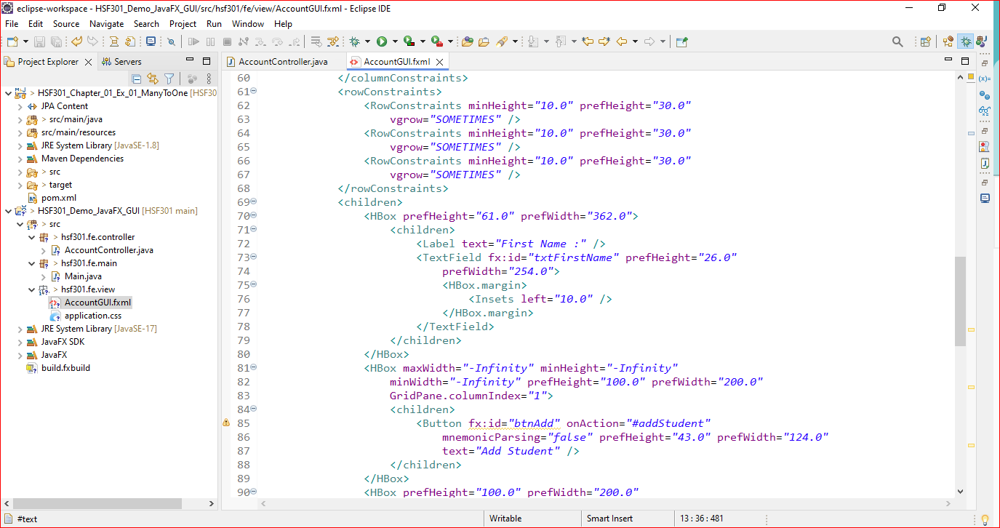 eclipse-workspace - HSF301_Demo_JavaFX_GUI/src/hsf301/fe/view/AccountGUI.fxml - Eclipse IDE
File Edit Source Navigate Search Project Run Window Help
Project Explorer Servers
> HSF301_Chapter_01_Ex_01_ManyToOne [HSF30
JPA Content
> src/main/java
src/main/resources
JRE System Library [JavaSE-1.8]
Maven Dependencies
> src
> target
pom.xml
> HSF301_Demo_JavaFX_GUI [HSF301 main]
> src
> hsf301.fe.controller
AccountController.java
> hsf301.fe.main
Main.java
> hsf301.fe.view
AccountGUI.fxml
application.css
JRE System Library [JavaSE-17]
JavaFX SDK
JavaFX
build.fxbuild
AccountController.java AccountGUI.fxml
60 </columnConstraints>
61 <rowConstraints>
62 <RowConstraints minHeight="10.0" prefHeight="30.0"
63 vgrow="SOMETIMES" />
64 <RowConstraints minHeight="10.0" prefHeight="30.0"
65 vgrow="SOMETIMES" />
66 <RowConstraints minHeight="10.0" prefHeight="30.0"
67 vgrow="SOMETIMES" />
68 </rowConstraints>
69 <children>
70 <HBox prefHeight="61.0" prefWidth="362.0">
71 <children>
72 <Label text="First Name :" />
73 <TextField fx:id="txtFirstName" prefHeight="26.0"
74 prefWidth="254.0">
75 <HBox.margin>
76 <Insets left="10.0" />
77 </HBox.margin>
78 </TextField>
79 </children>
80 </HBox>
81 <HBox maxWidth="-Infinity" minHeight="-Infinity"
82 minWidth="-Infinity" prefHeight="100.0" prefWidth="200.0"
83 GridPane.columnIndex="1">
84 <children>
85 <Button fx:id="btnAdd" onAction="#addStudent"
86 mnemonicParsing="false" prefHeight="43.0" prefWidth="124.0"
87 text="Add Student" />
88 </children>
89 </HBox>
90 <HBox prefHeight="100.0" prefWidth="200.0"
#text Writable Smart Insert 13 : 36 : 481